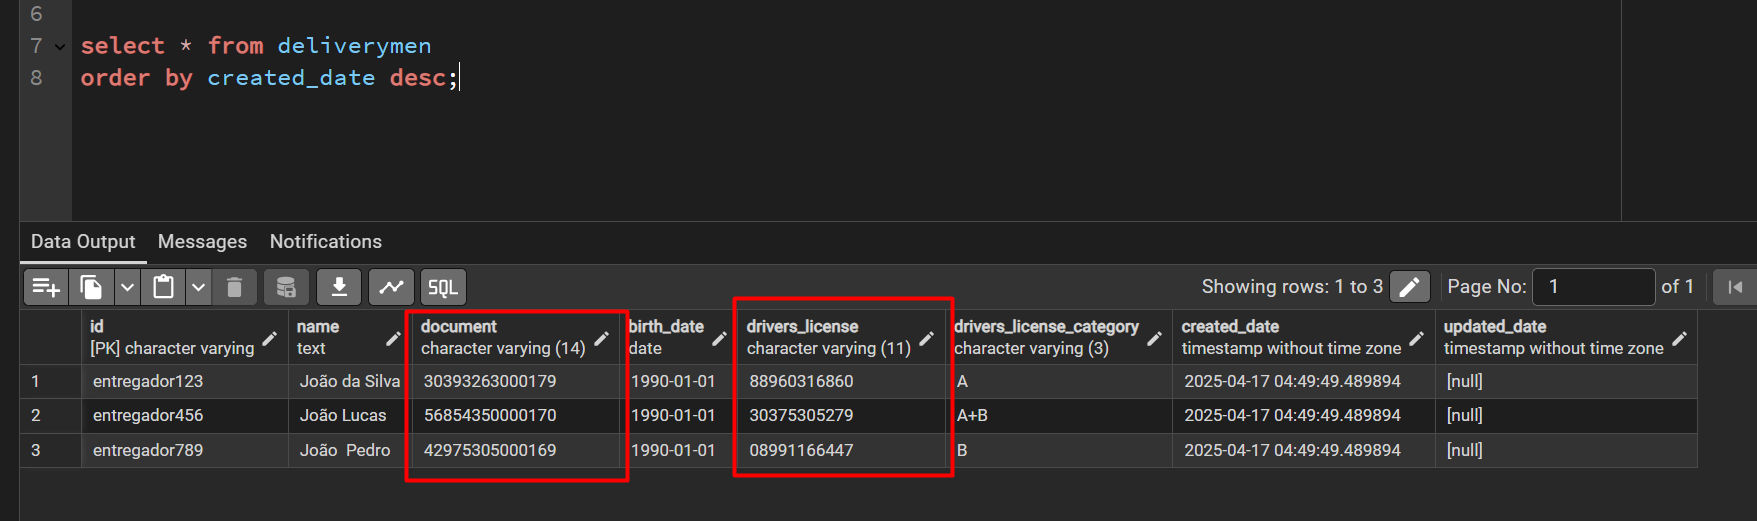 6
7 select * from deliverymen
8 order by created_date desc;
Data Output Messages Notifications
SQL Showing rows: 1 to 3 Page No: 1 of 1
id name document birth_date drivers_license drivers_license_category created_date updated_date
[PK] character varying text character varying (14) date character varying (11) character varying (3) timestamp without time zone timestamp without time zone
1 entregador123 João da Silva 30393263000179 1990-01-01 88960316860 A 2025-04-17 04:49:49.489894 [null]
2 entregador456 João Lucas 56854350000170 1990-01-01 30375305279 A+B 2025-04-17 04:49:49.489894 [null]
3 entregador789 João  Pedro 42975305000169 1990-01-01 08991166447 B 2025-04-17 04:49:49.489894 [null]